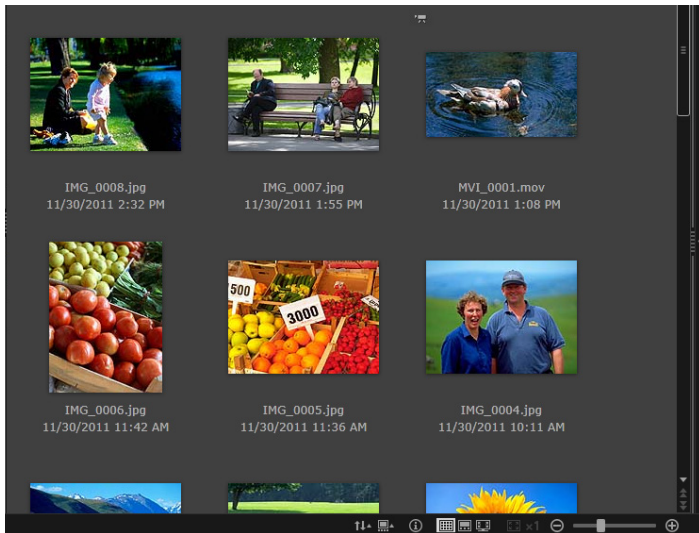 IMG_0008.jpg
11/30/2011 2:32 PM
IMG_0007.jpg
11/30/2011 1:55 PM
MVI_0001.mov
11/30/2011 1:08 PM
500
3000
IMG_0006.jpg
11/30/2011 11:42 AM
IMG_0005.jpg
11/30/2011 11:36 AM
IMG_0004.jpg
11/30/2011 10:11 AM
×1